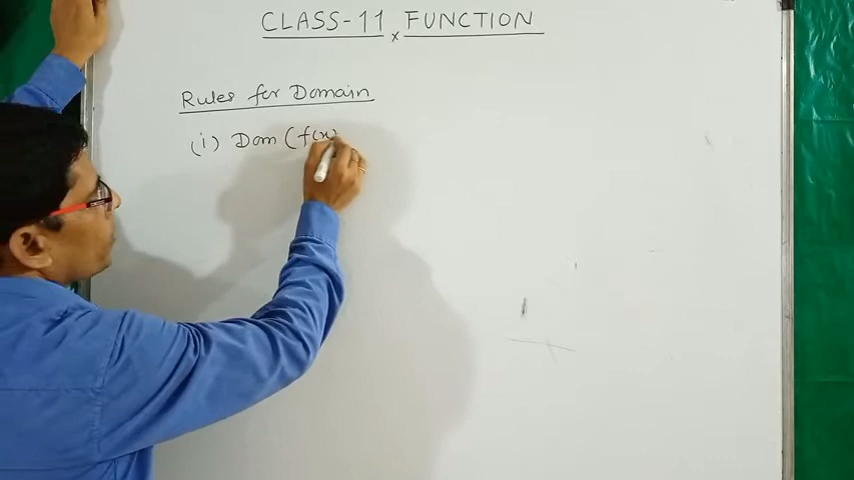 CLASS-11 FUNCTION
Rules for Domain
(i) Dom (f(x)